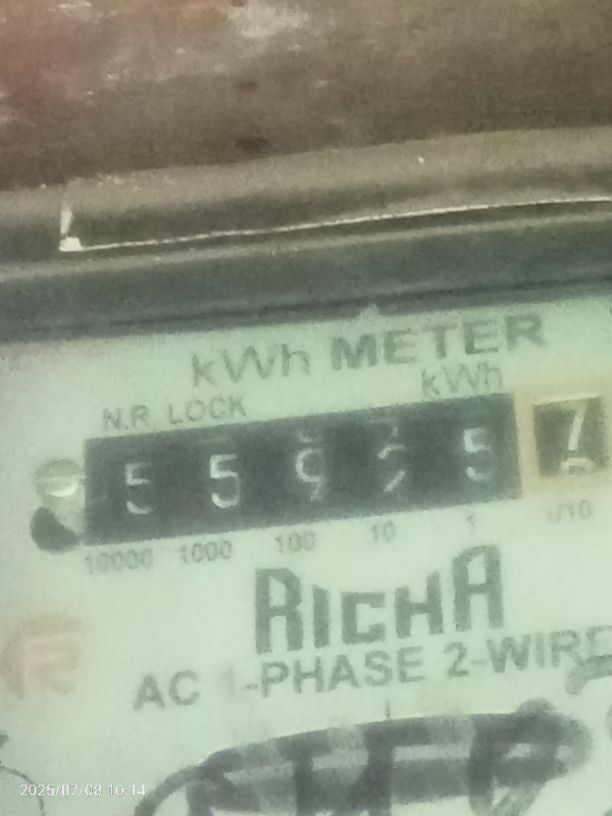 kWh METER
kWh
N.R. LOCK
5 5 9 2 5 7
10000 1000 100 10 1 1/10
RICHA
AC 1-PHASE 2-WIRE
R
2025/07/08 10:14